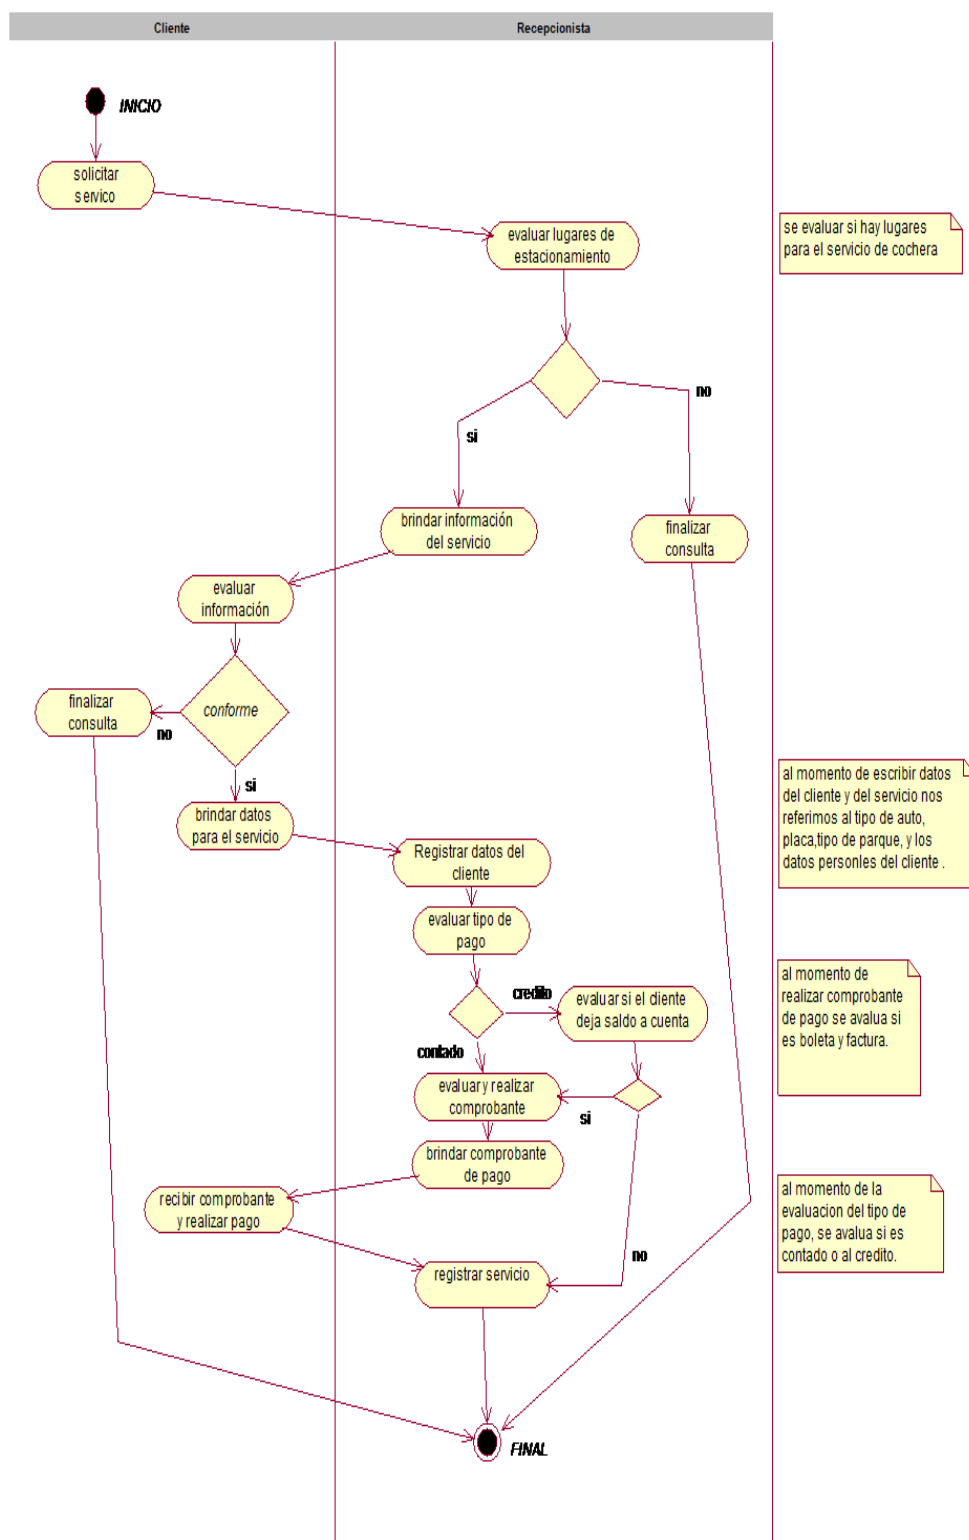 Cliente
Recepcionista
INICIO
solicitar
servico
evaluar lugares de
estacionamiento
se evaluar si hay lugares
para el servicio de cochera
no
si
brindar información
del servicio
finalizar
consulta
evaluar
información
conforme
finalizar
consulta
no
si
brindar datos
para el servicio
al momento de escribir datos
del cliente y del servicio nos
referimos al tipo de auto,
placa,tipo de parque, y los
datos personles del cliente .
Registrar datos del
cliente
evaluar tipo de
pago
credito
evaluar si el cliente
deja saldo a cuenta
al momento de
realizar comprobante
de pago se avalua si
es boleta y factura.
contado
evaluar y realizar
comprobante
si
brindar comprobante
de pago
recibir comprobante
y realizar pago
al momento de la
evaluacion del tipo de
pago, se avalua si es
contado o al credito.
no
registrar servicio
FINAL